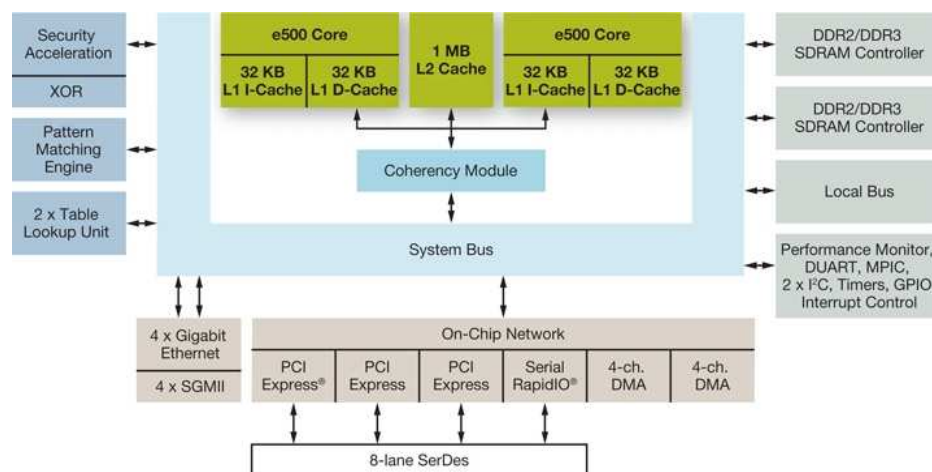 Security
Acceleration
XOR
Pattern
Matching
Engine
2 x Table
Lookup Unit
e500 Core
32 KB
L1 I-Cache
32 KB
L1 D-Cache
1 MB
L2 Cache
e500 Core
32 KB
L1 I-Cache
32 KB
L1 D-Cache
Coherency Module
System Bus
DDR2/DDR3
SDRAM Controller
DDR2/DDR3
SDRAM Controller
Local Bus
Performance Monitor,
DUART, MPIC,
2 x I²C, Timers, GPIO,
Interrupt Control
4 x Gigabit
Ethernet
4 x SGMII
On-Chip Network
PCI
Express®
PCI
Express
PCI
Express
Serial
RapidIO®
4-ch.
DMA
4-ch.
DMA
8-lane SerDes